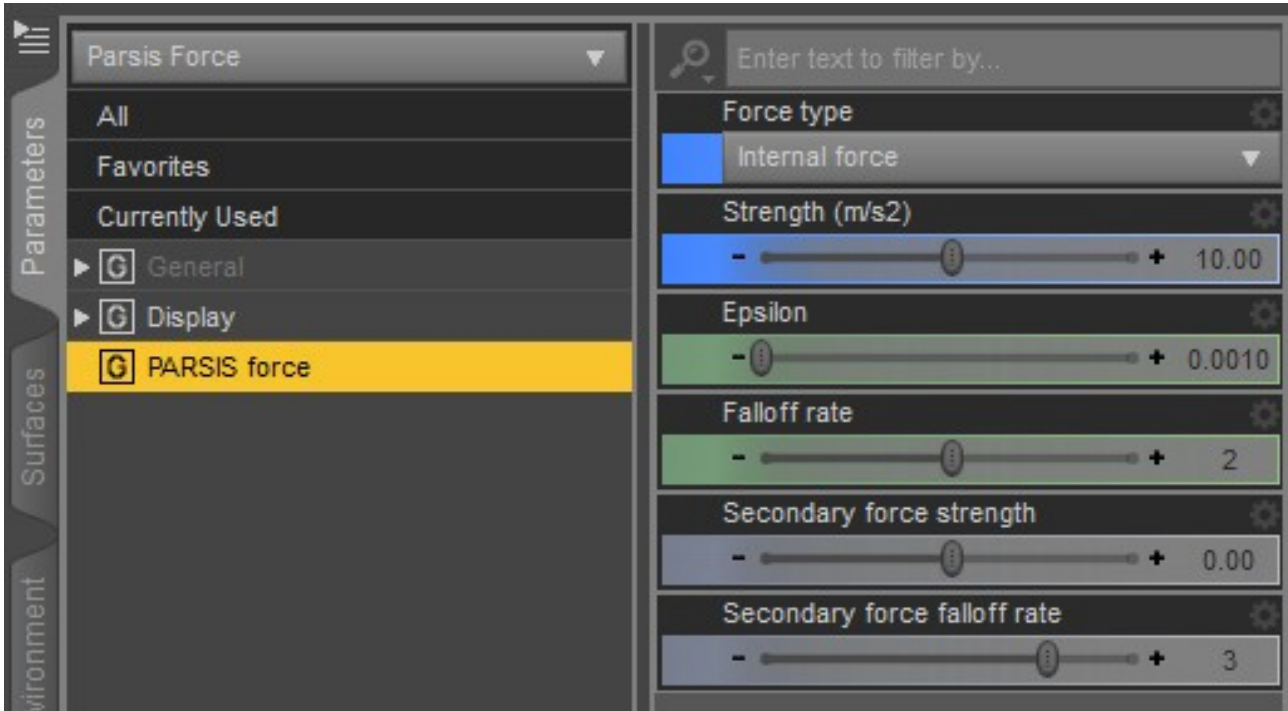 Parameters
Surfaces
vironment
Parsis Force
All
Favorites
Currently Used
G General
G Display
G PARSIS force
Enter text to filter by...
Force type
Internal force
Strength (m/s2)
- + 10.00
Epsilon
- + 0.0010
Falloff rate
- + 2
Secondary force strength
- + 0.00
Secondary force falloff rate
- + 3